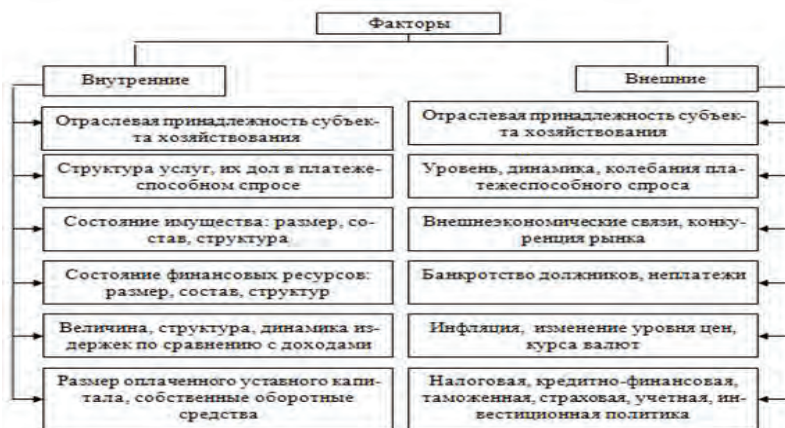 Факторы
Внутренние
Отраслевая принадлежность субъек-
та хозяйствования
Структура услуг, их дол в платеже-
способном спросе
Состояние имущества: размер, со-
став, структура
Состояние финансовых ресурсов:
размер, состав, структур
Величина, структура, динамика из-
держек по сравнению с доходами
Размер оплаченного уставного капи-
тала, собственные оборотные
средства
Внешние
Отраслевая принадлежность субъек-
та хозяйствования
Уровень, динамика, колебания пла-
тежеспособного спроса
Внешнеэкономические связи, конку-
ренция рынка
Банкротство должников, неплатежи
Инфляция, изменение уровня цен,
курса валют
Налоговая, кредитно-финансовая,
таможенная, страховая, учетная, ин-
вестиционная политика